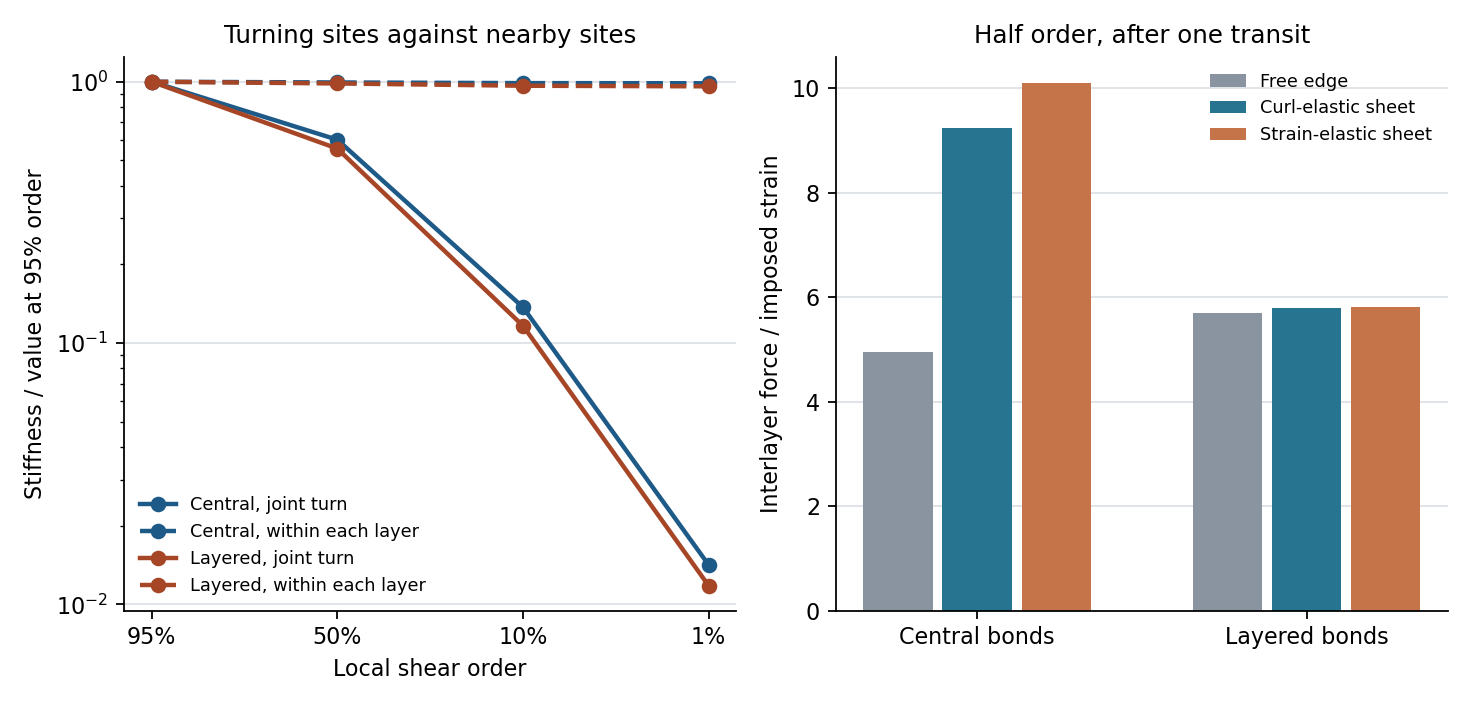 Turning sites against nearby sites
Stiffness / value at 95% order
10⁰
10⁻¹
10⁻²
Central, joint turn
Central, within each layer
Layered, joint turn
Layered, within each layer
95%
50%
10%
1%
Local shear order
Half order, after one transit
Interlayer force / imposed strain
10
8
6
4
2
0
Free edge
Curl-elastic sheet
Strain-elastic sheet
Central bonds
Layered bonds